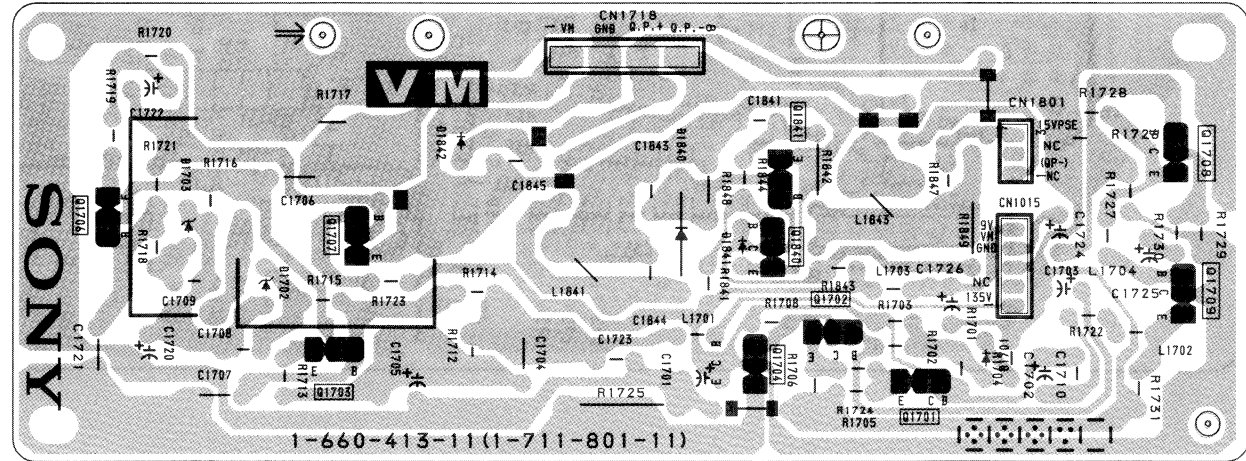 CN1718
1 VM GND Q.P.+ Q.P.-B
VM
SONY
R1720
R1719
C1722
R1717
R1721
R1716
D1703
C1706
Q1706
R1718
Q1707
B
E
C1709
D1702
R1715
R1723
R1714
C1708
C1721
C1720
C1707
R1713
E B
Q1703
C1705
R1712
C1704
C1723
R1725
D1842
C1845
C1843
D1840
C1841
Q1841
E
B
R1844
R1848
R1842
L1843
R1847
R1849
B
C
E
Q1840
D1841
R1841
L1841
C1844
L1701
B
C
E
C1701
Q1704
R1706
R1708
R1843
Q1702
E C B
L1703
C1726
R1703
R1702
R1701
E C B
Q1701
R1724
R1705
D1704
C1702
C1710
CN1801
15VPSE
NC
(QP-)
1 NC
CN1015
9V
VM
GND
NC
135V
R1728
C
E
Q1708
R1727
C1724
C1703
L1704
C1725
R1730
R1729
B
C
E
Q1709
R1722
L1702
R1731
1-660-413-11(1-711-801-11)